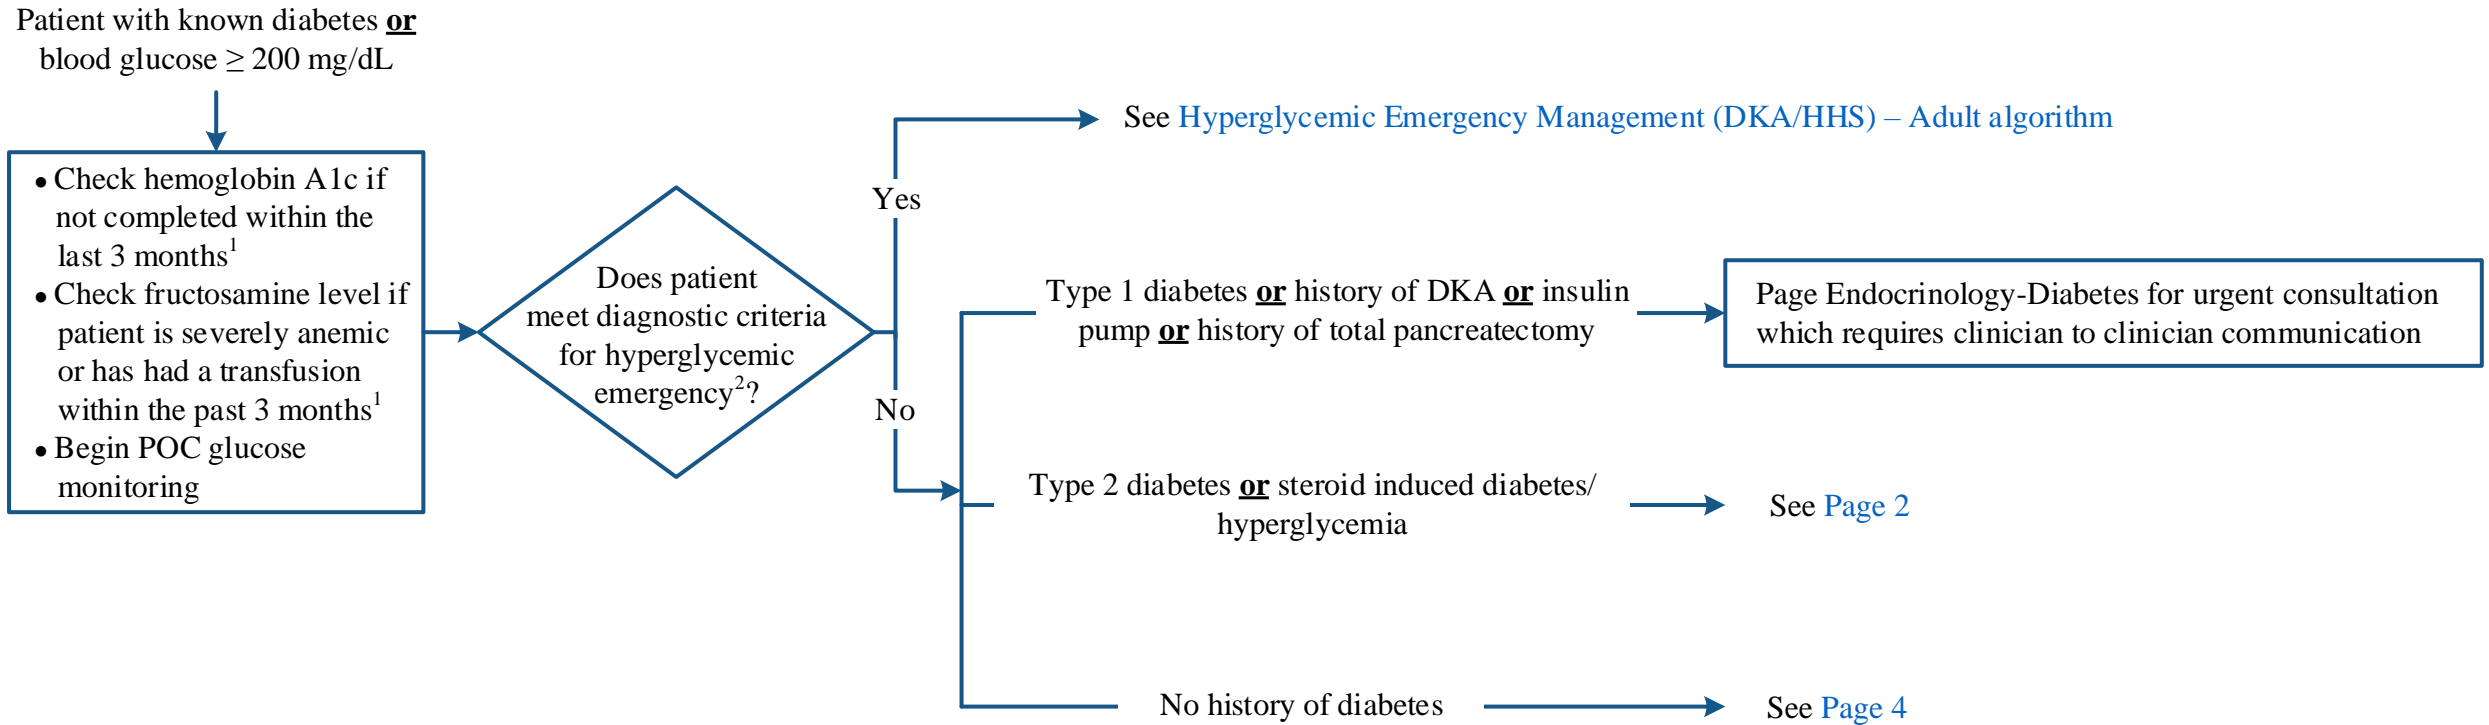 Patient with known diabetes or
blood glucose ≥ 200 mg/dL
• Check hemoglobin A1c if
not completed within the
last 3 months¹
• Check fructosamine level if
patient is severely anemic
or has had a transfusion
within the past 3 months¹
• Begin POC glucose
monitoring
Does patient
meet diagnostic criteria
for hyperglycemic
emergency²?
Yes
See Hyperglycemic Emergency Management (DKA/HHS) – Adult algorithm
No
Type 1 diabetes or history of DKA or insulin
pump or history of total pancreatectomy
Page Endocrinology-Diabetes for urgent consultation
which requires clinician to clinician communication
Type 2 diabetes or steroid induced diabetes/
hyperglycemia
See Page 2
No history of diabetes
See Page 4